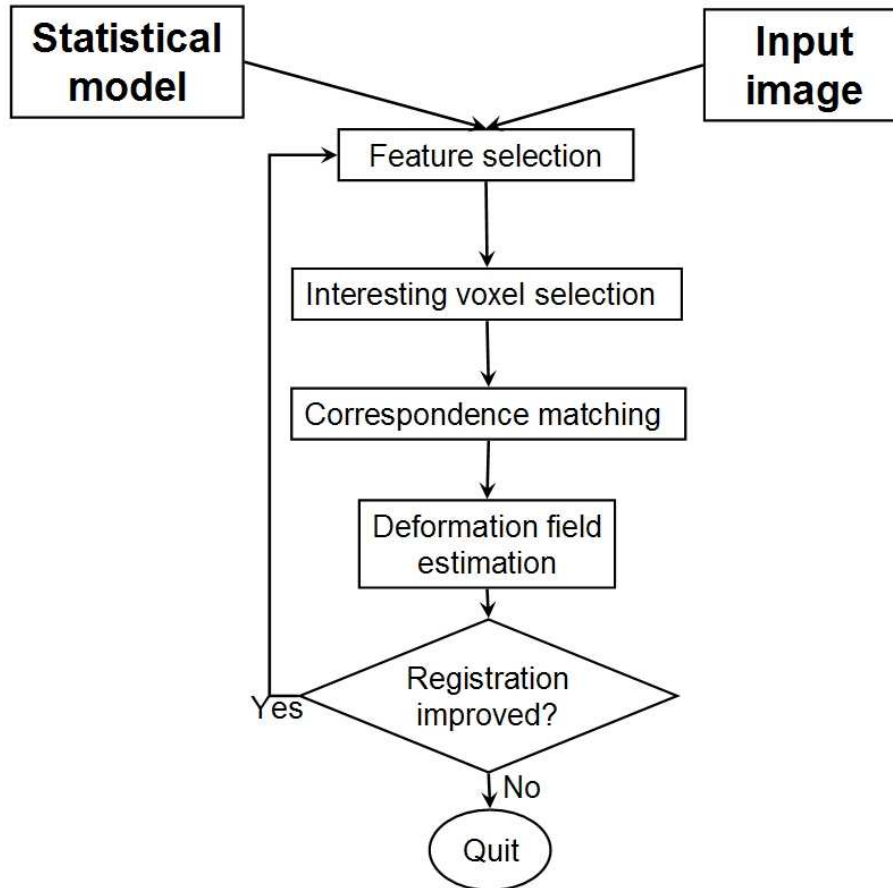 Statistical
model
Input
image
Feature selection
Interesting voxel selection
Correspondence matching
Deformation field
estimation
Registration
improved?
Yes
No
Quit